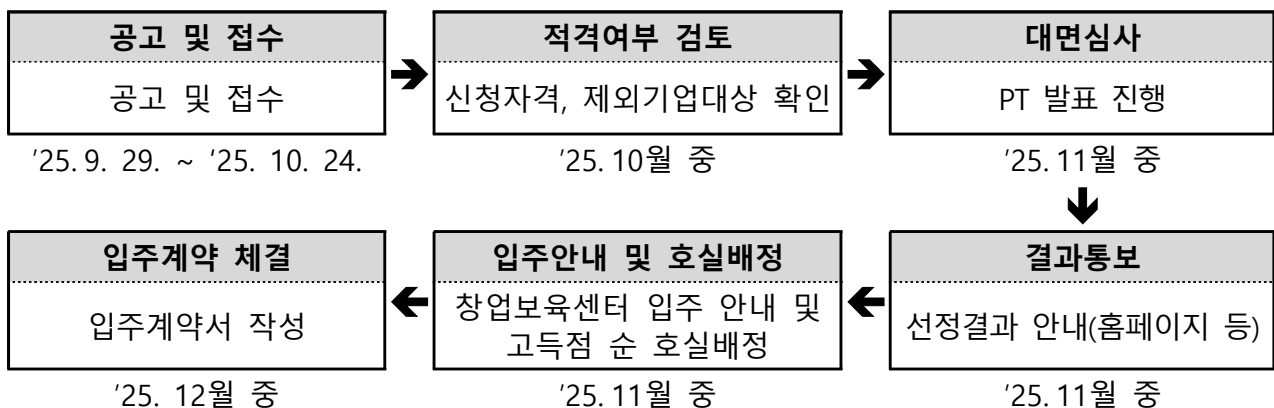 공고 및 접수
공고 및 접수
'25. 9. 29. ~ '25. 10. 24.
적격여부 검토
신청자격, 제외기업대상 확인
'25. 10월 중
대면심사
PT 발표 진행
'25. 11월 중
결과통보
선정결과 안내(홈페이지 등)
'25. 11월 중
입주안내 및 호실배정
창업보육센터 입주 안내 및
고득점 순 호실배정
'25. 11월 중
입주계약 체결
입주계약서 작성
'25. 12월 중